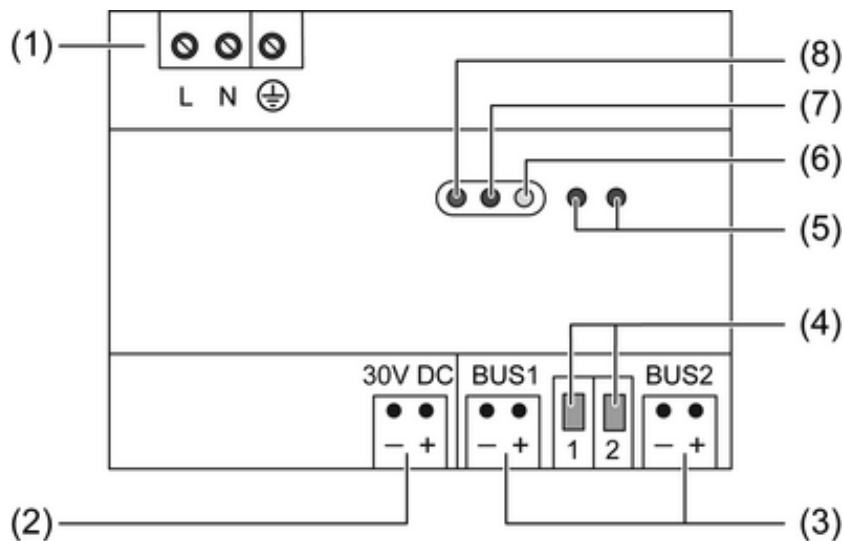 (1)
L N
(8)
(7)
(6)
(5)
(4)
30V DC BUS1 BUS2
– + – + 1 2 – +
(2) (3)